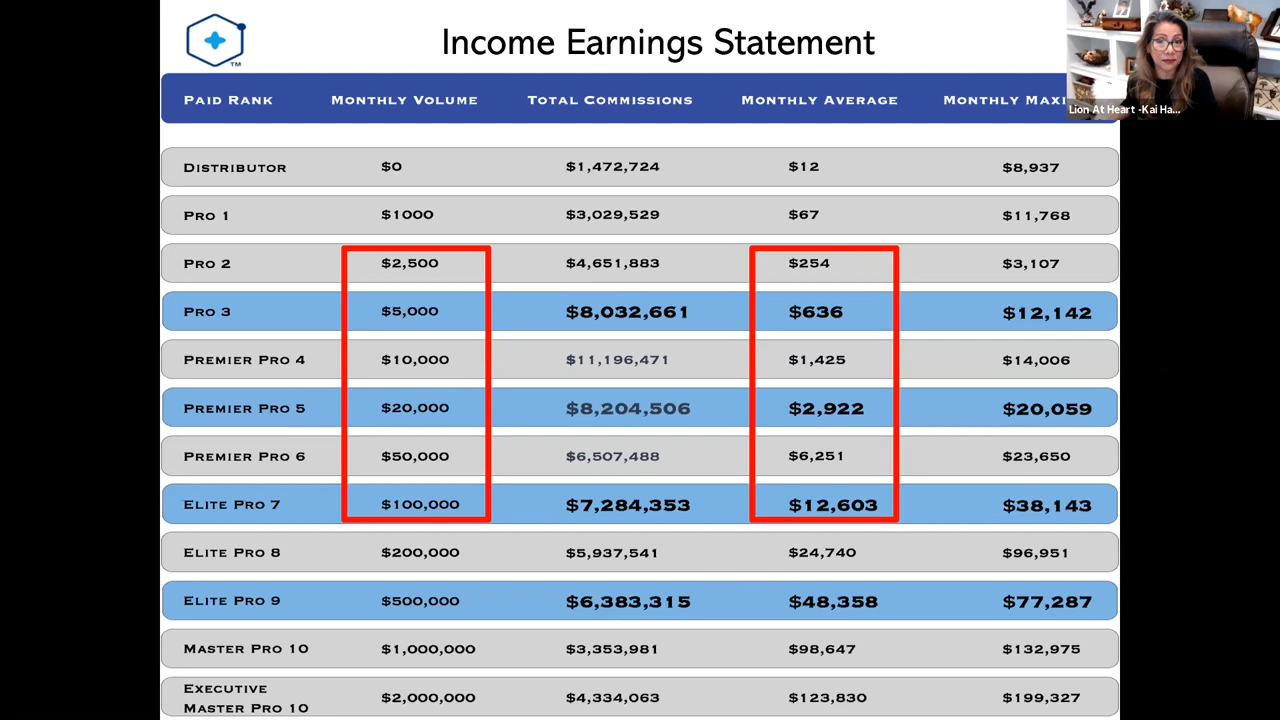 Income Earnings Statement
TM
Lion At Heart -Kai Ha...
PAID RANK MONTHLY VOLUME TOTAL COMMISSIONS MONTHLY AVERAGE MONTHLY
DISTRIBUTOR $0 $1,472,724 $12 $8,937
PRO 1 $1000 $3,029,529 $67 $11,768
PRO 2 $2,500 $4,651,883 $254 $3,107
PRO 3 $5,000 $8,032,661 $636 $12,142
PREMIER PRO 4 $10,000 $11,196,471 $1,425 $14,006
PREMIER PRO 5 $20,000 $8,204,506 $2,922 $20,059
PREMIER PRO 6 $50,000 $6,507,488 $6,251 $23,650
ELITE PRO 7 $100,000 $7,284,353 $12,603 $38,143
ELITE PRO 8 $200,000 $5,937,541 $24,740 $96,951
ELITE PRO 9 $500,000 $6,383,315 $48,358 $77,287
MASTER PRO 10 $1,000,000 $3,353,981 $98,647 $132,975
EXECUTIVE
MASTER PRO 10 $2,000,000 $4,334,063 $123,830 $199,327